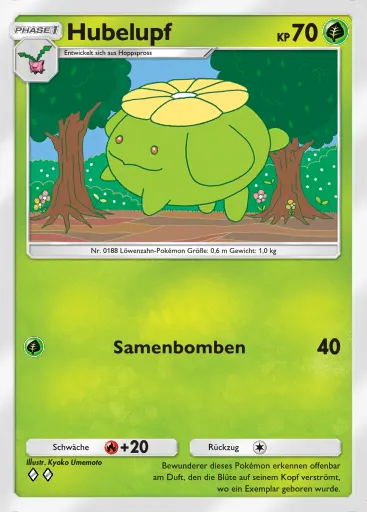 PHASE 1 Hubelupf KP 70
Entwickelt sich aus Hoppspross
Nr. 0188 Löwenzahn-Pokémon Größe: 0,6 m Gewicht: 1,0 kg
Samenbomben 40
Schwäche +20 Rückzug
Illustr. Kyoko Umemoto
Bewunderer dieses Pokémon erkennen offenbar
am Duft, den die Blüte auf seinem Kopf verströmt,
wo ein Exemplar geboren wurde.